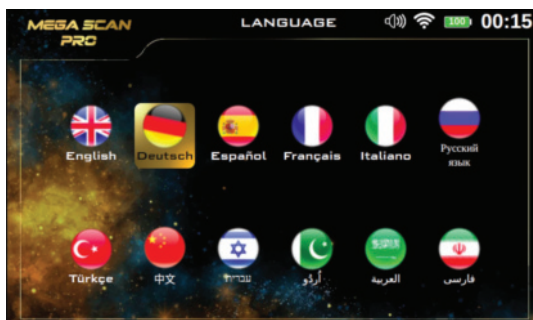 MEGA SCAN
PRO
LANGUAGE
100
00:15
English
Deutsch
Español
Français
Italiano
Русский
язык
Türkçe
中文
עברית
اُردُو
العربية
فارسی